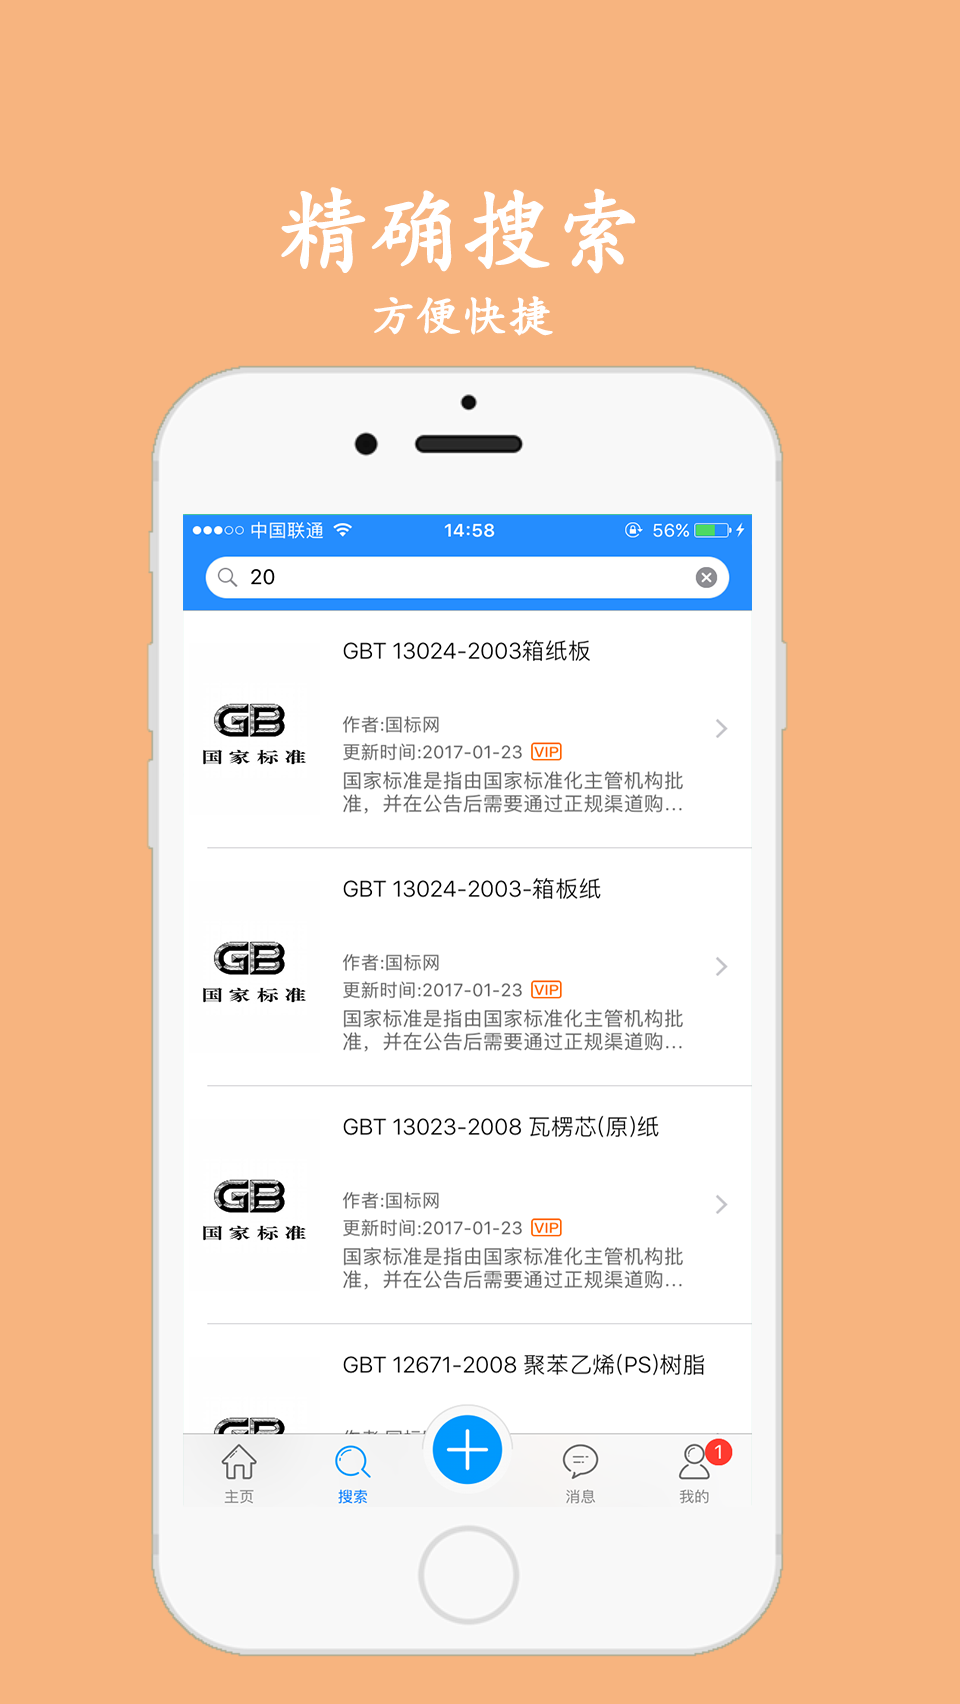 精确搜索
方便快捷
中国联通 14:58 56%
20
GBT 13024-2003箱纸板
GB
国家标准
作者:国标网
更新时间:2017-01-23 VIP
国家标准是指由国家标准化主管机构批
准，并在公告后需要通过正规渠道购...
GBT 13024-2003-箱板纸
GB
国家标准
作者:国标网
更新时间:2017-01-23 VIP
国家标准是指由国家标准化主管机构批
准，并在公告后需要通过正规渠道购...
GBT 13023-2008 瓦楞芯(原)纸
GB
国家标准
作者:国标网
更新时间:2017-01-23 VIP
国家标准是指由国家标准化主管机构批
准，并在公告后需要通过正规渠道购...
GBT 12671-2008 聚苯乙烯(PS)树脂
GB
1
主页 搜索 消息 我的